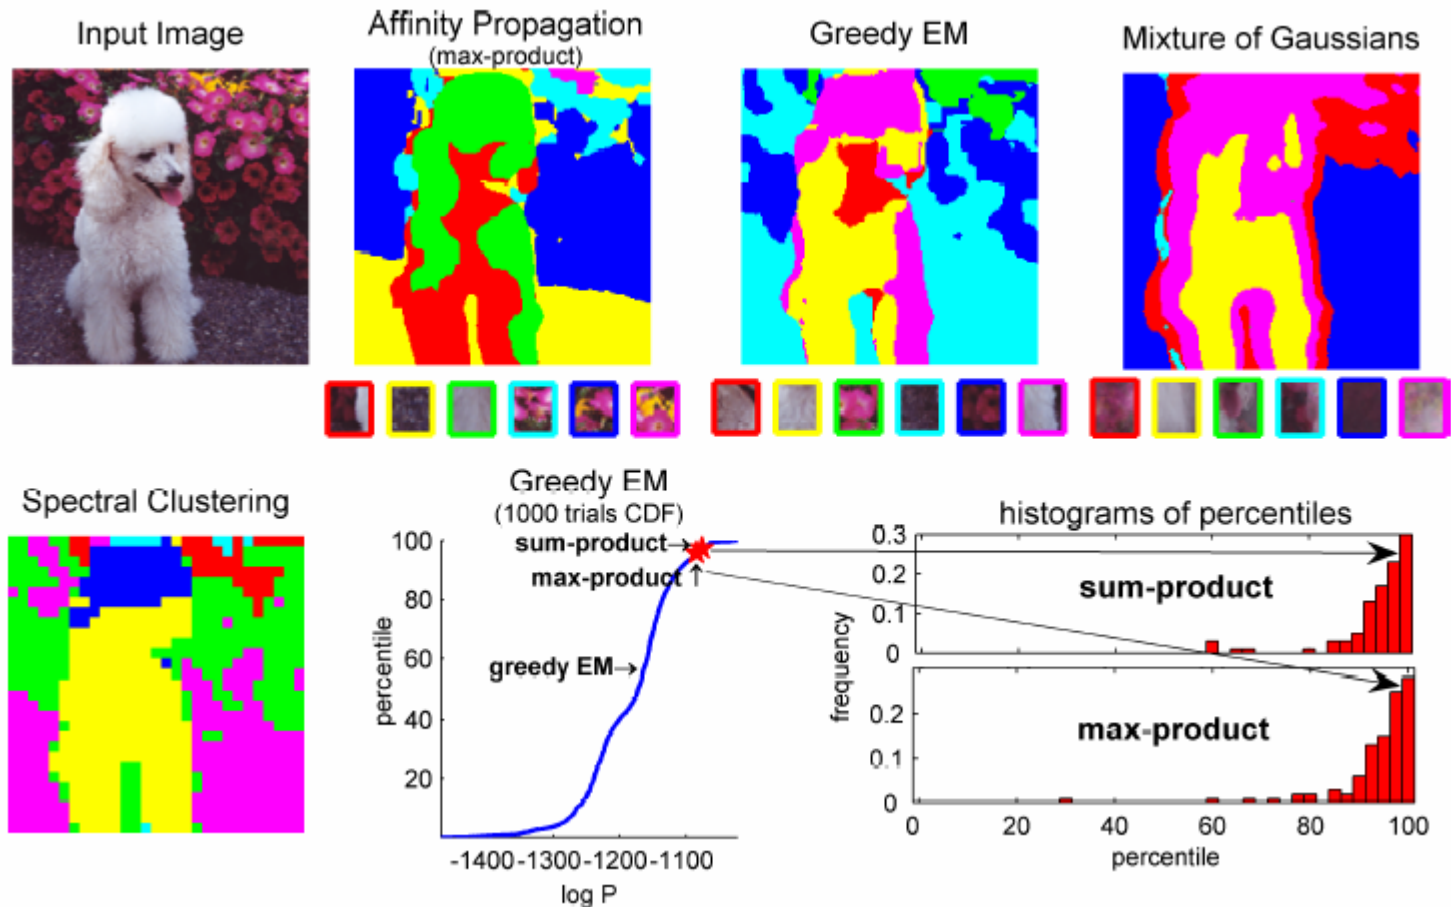 Input Image
Affinity Propagation
(max-product)
Greedy EM
Mixture of Gaussians
Spectral Clustering
Greedy EM
(1000 trials CDF)
100
80
60
40
20
percentile
sum-product
max-product
greedy EM
-1400 -1300 -1200 -1100
log P
histograms of percentiles
0.3
0.2
0.1
0
sum-product
frequency
0.2
0.1
0
max-product
0 20 40 60 80 100
percentile